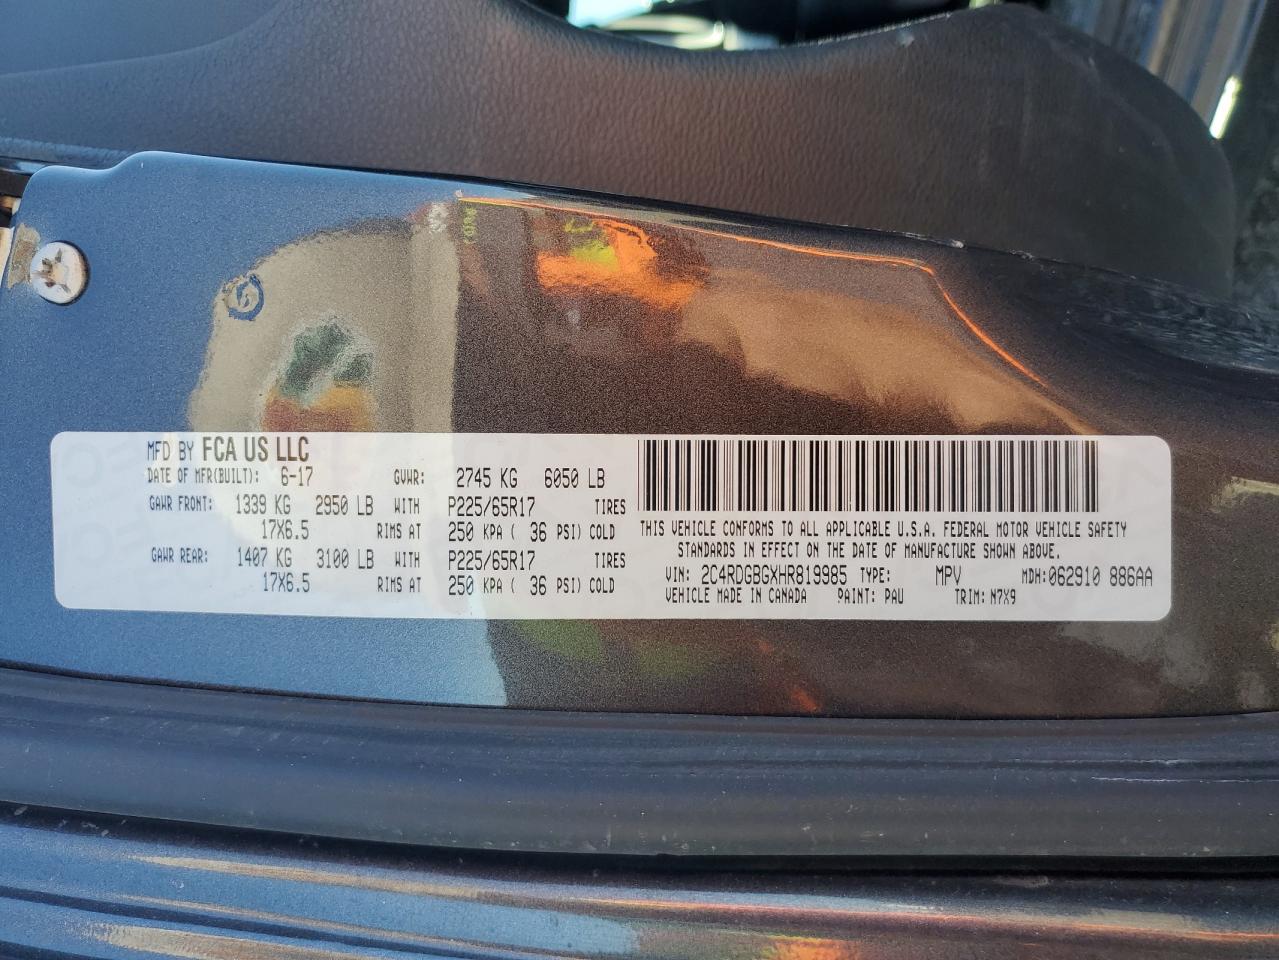 MFD BY FCA US LLC
DATE OF MFR(BUILT): 6-17 GVWR: 2745 KG 6050 LB
GAWR FRONT: 1339 KG 2950 LB WITH P225/65R17 TIRES
17X6.5 RIMS AT 250 KPA ( 36 PSI) COLD
GAWR REAR: 1407 KG 3100 LB WITH P225/65R17 TIRES
17X6.5 RIMS AT 250 KPA ( 36 PSI) COLD
THIS VEHICLE CONFORMS TO ALL APPLICABLE U.S.A. FEDERAL MOTOR VEHICLE SAFETY
STANDARDS IN EFFECT ON THE DATE OF MANUFACTURE SHOWN ABOVE.
VIN: 2C4RDGBGXHR819985 TYPE: MPV MDH: 062910 886AA
VEHICLE MADE IN CANADA PAINT: PAU TRIM: N7X9